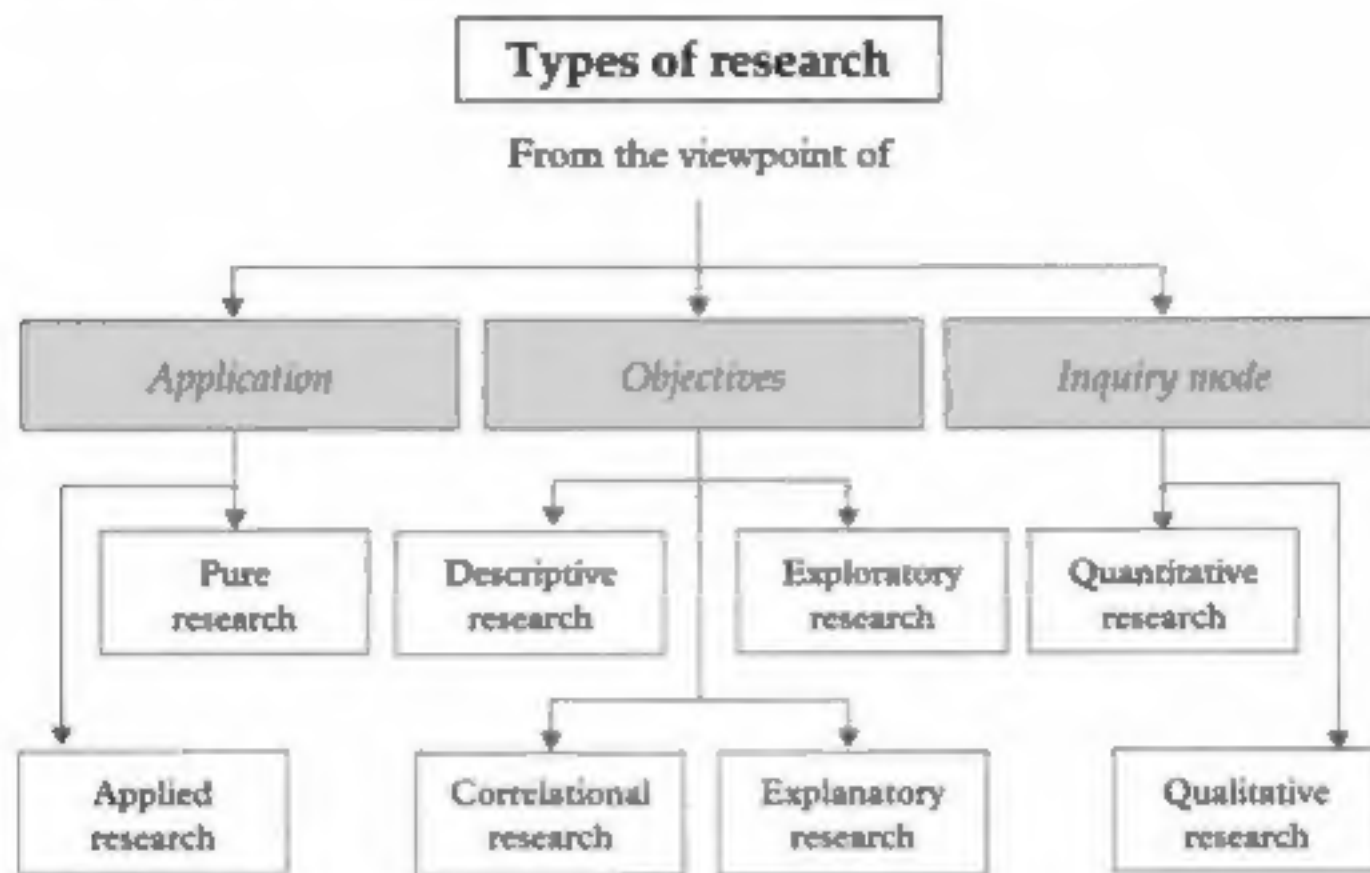 Types of research
From the viewpoint of
Application
Objectives
Inquiry mode
Pure
research
Descriptive
research
Exploratory
research
Quantitative
research
Applied
research
Correlational
research
Explanatory
research
Qualitative
research